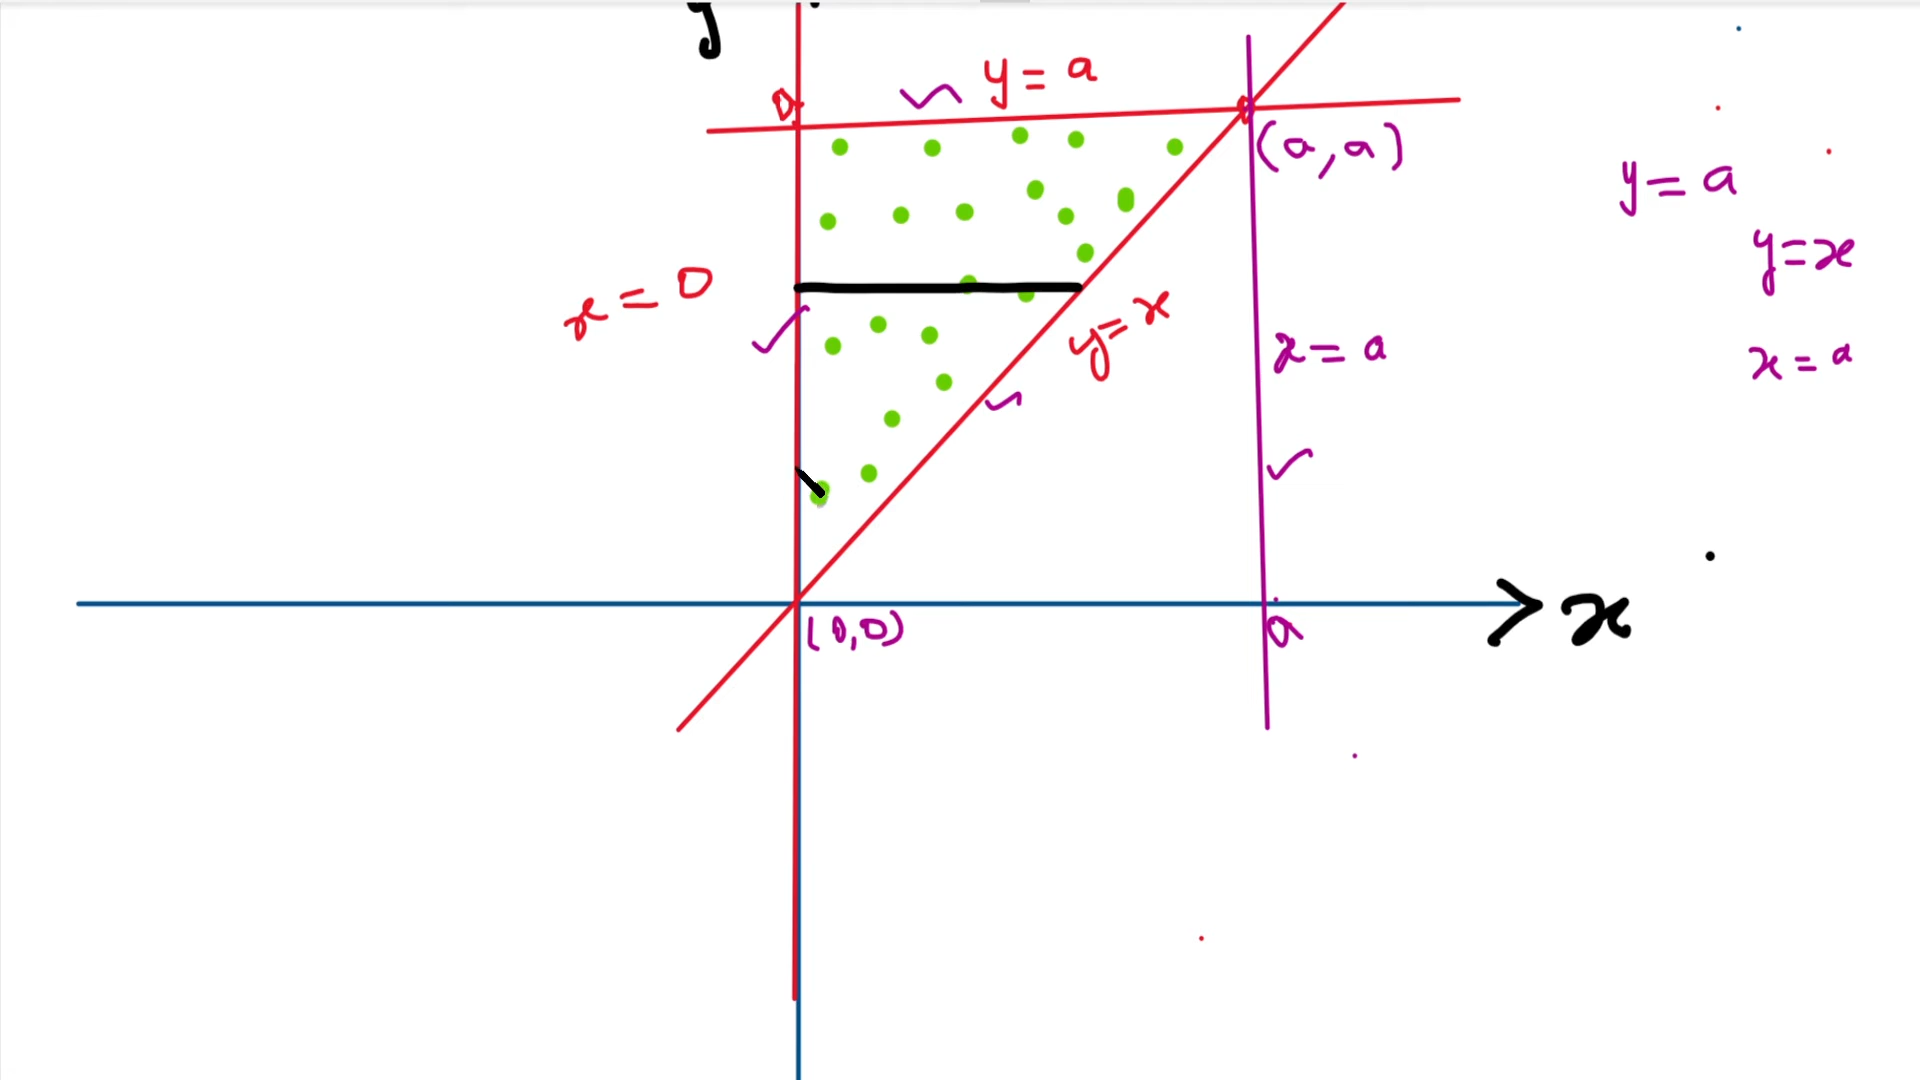 y
y = a
a
(a, a)
y = a
y = x
x = 0
y = x
x = a
x = a
(0,0)
a
x